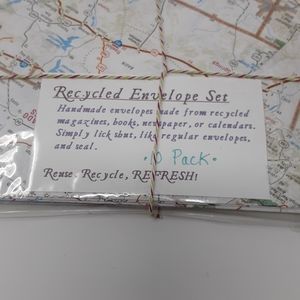 Recycled Envelope Set
Handmade envelopes made from recycled
magazines, books, newspaper, or calendars.
Simply lick shut, like regular envelopes,
and seal.
10 Pack
Reuse, Recycle, REFRESH!